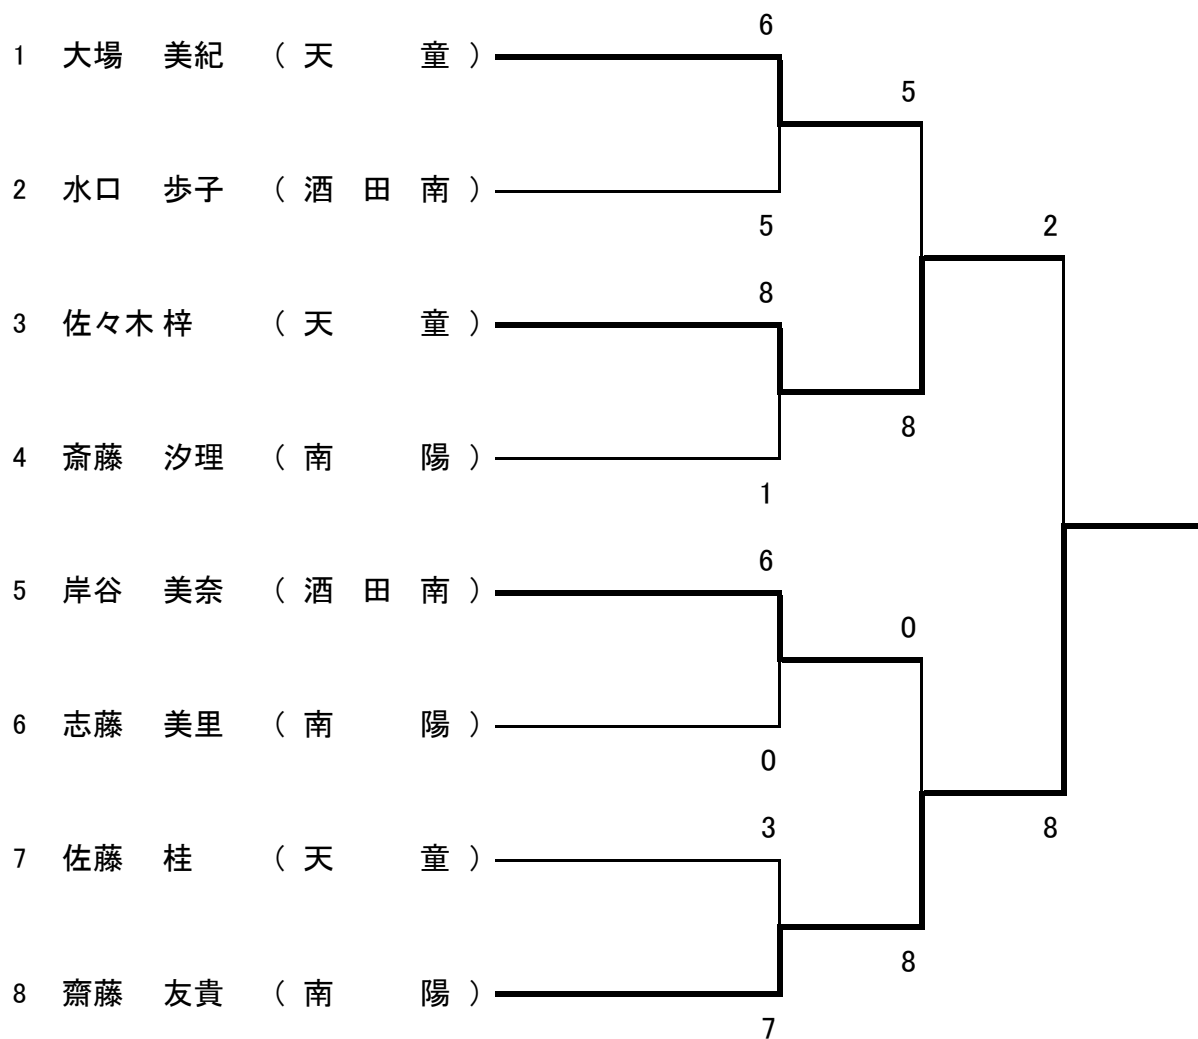 6
1 大場 美紀 ( 天 童 )
5
2 水口 歩子 ( 酒 田 南 )
5
2
8
3 佐々木 梓 ( 天 童 )
8
4 斎藤 汐理 ( 南 陽 )
1
6
5 岸谷 美奈 ( 酒 田 南 )
0
6 志藤 美里 ( 南 陽 )
0
3
8
7 佐藤 桂 ( 天 童 )
8
8 齋藤 友貴 ( 南 陽 )
7